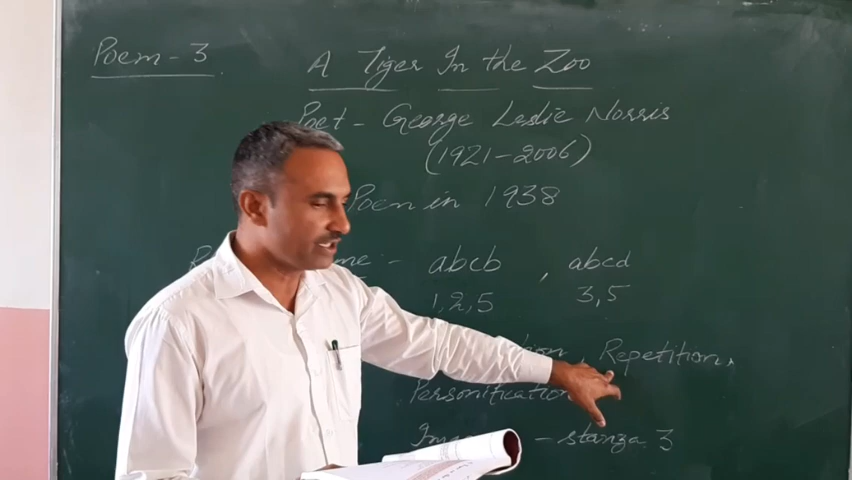 Poem - 3
A Tiger In the Zoo
Poet - George Leslie Norris
(1921-2006)
Poem in 1938
- abcb , abcd
1,2,5 3,5
, Repetition,
Personification
- stanza 3